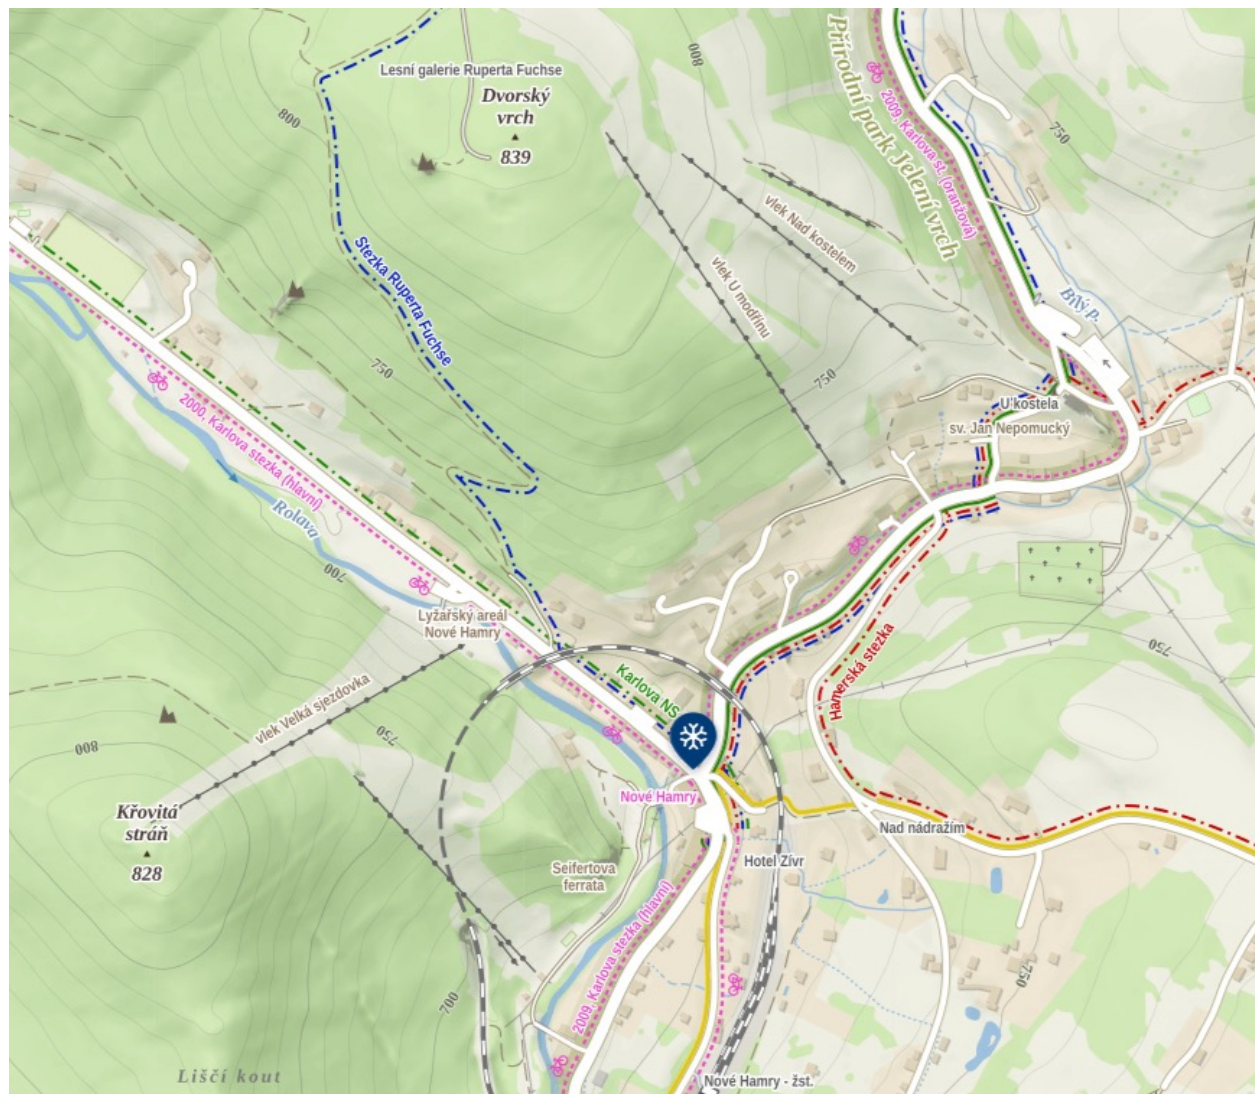 Lesní galerie Ruperta Fuchse
Dvorský
vrch
839
800
800
Přírodní park Jelení vrch
2009, Karlova st. (oranžová)
750
vlek Nad kostelem
vlek U modřínu
Stezka Ruperta Fuchse
Bílý p.
750
750
2000, Karlova stezka (hlavní)
U kostela
sv. Jan Nepomucký
Rolava
700
Lyžařský areál
Nové Hamry
Karlova NS
Hamerská stezka
750
vlek Velká sjezdovka
750
800
Křovitá
stráň
828
Nové Hamry
Nad nádražím
Hotel Zívr
Seifertova
ferrata
2009, Karlova stezka (hlavní)
750
700
Liščí kout
Nové Hamry - žst.